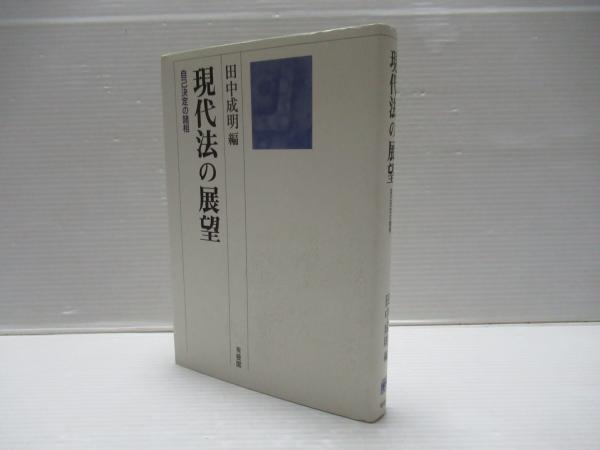 田中成明編
現代法の展望
自己決定の諸相
有斐閣
現代法の展望
田中成明編